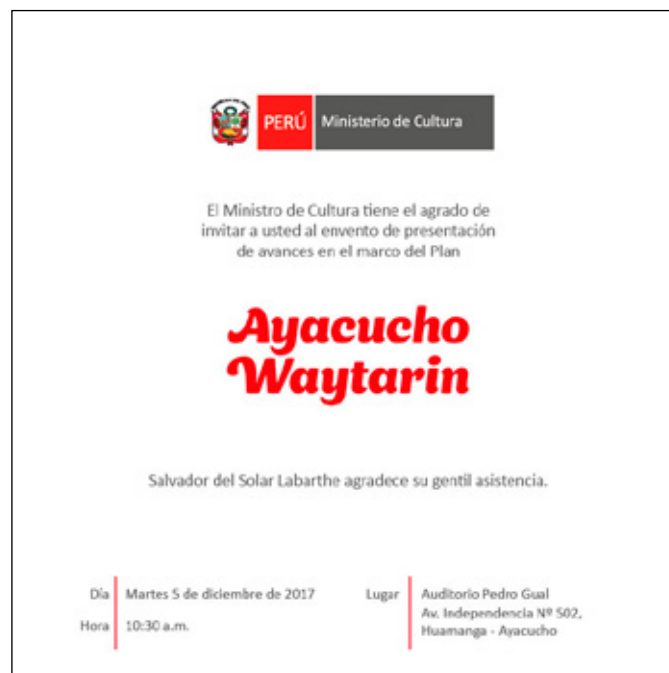 PERÚ Ministerio de Cultura
El Ministro de Cultura tiene el agrado de
invitar a usted al envento de presentación
de avances en el marco del Plan
Ayacucho
Waytarin
Salvador del Solar Labarthe agradece su gentil asistencia.
Día Martes 5 de diciembre de 2017
Hora 10:30 a.m.
Lugar Auditorio Pedro Gual
Av. Independencia Nº 502,
Huamanga - Ayacucho